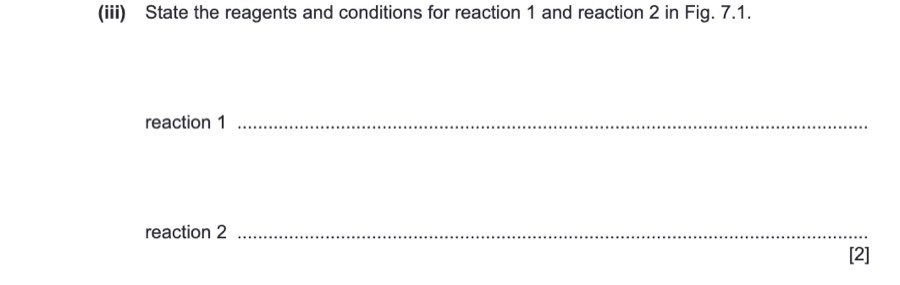 (iii) State the reagents and conditions for reaction 1 and reaction 2 in Fig. 7.1.
reaction 1 ................................................................................................................
reaction 2 ................................................................................................................
[2]